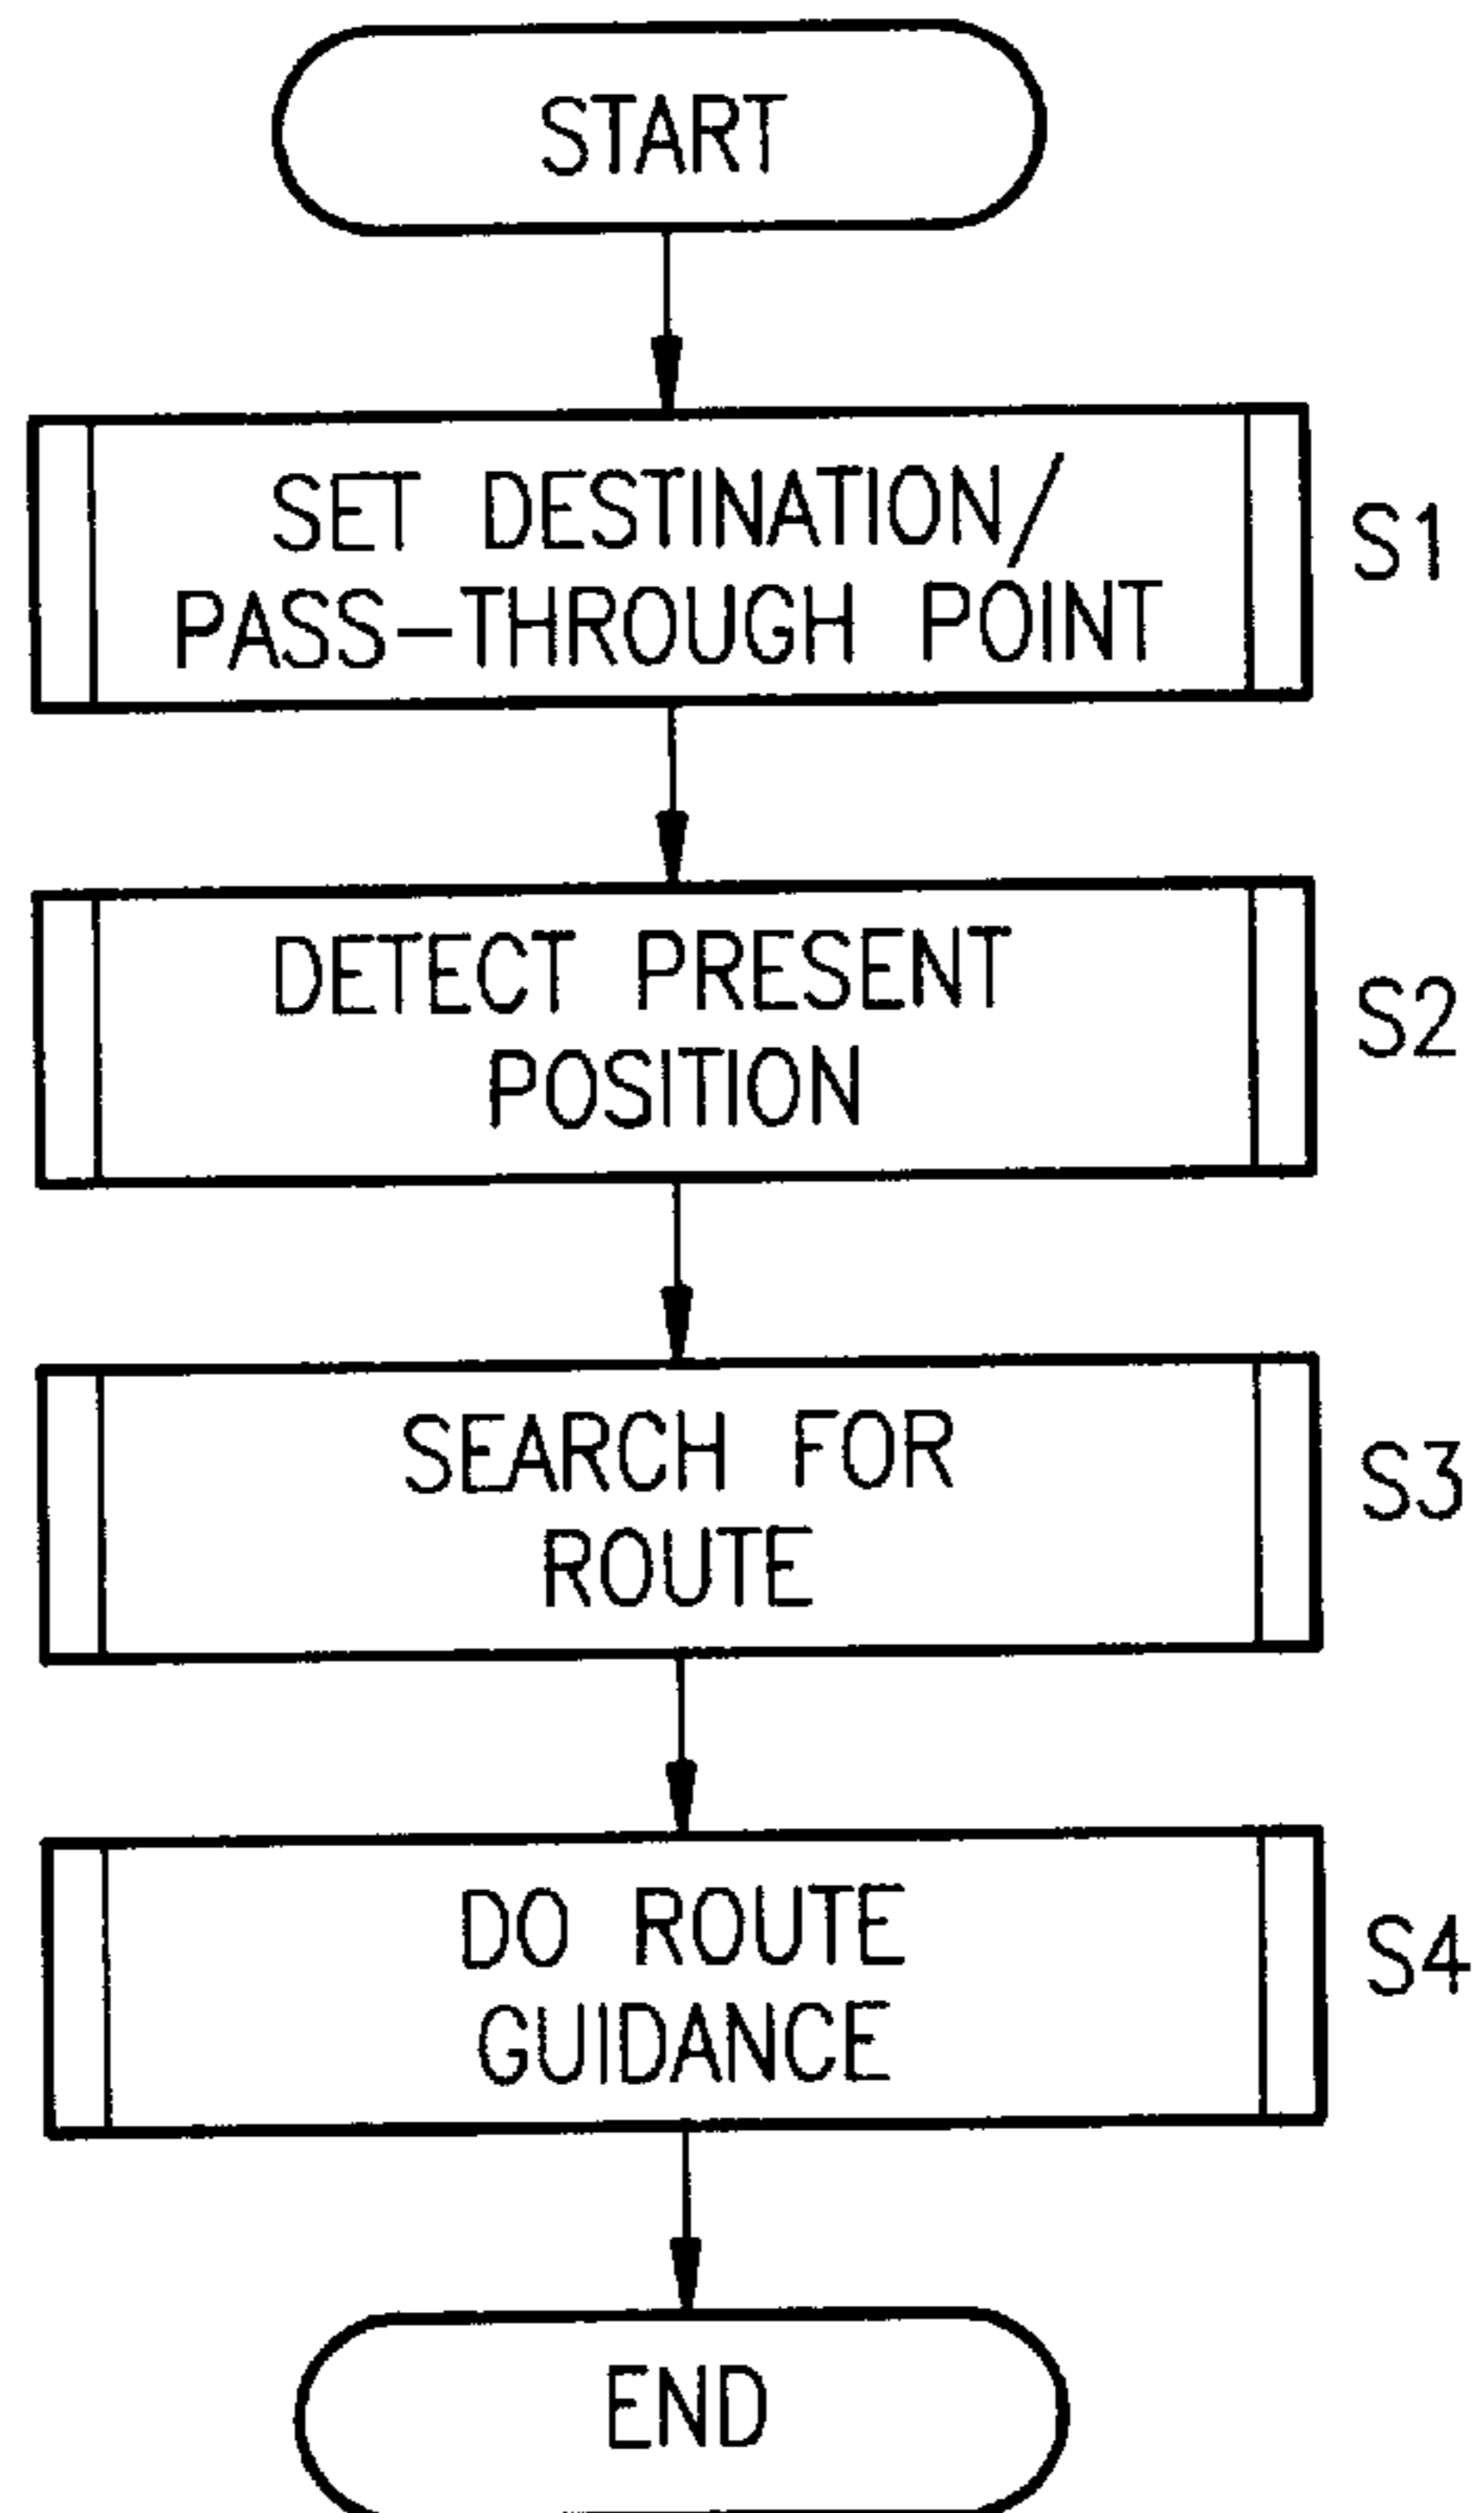 START
SET DESTINATION/
PASS-THROUGH POINT
S1
DETECT PRESENT
POSITION
S2
SEARCH FOR
ROUTE
S3
DO ROUTE
GUIDANCE
S4
END